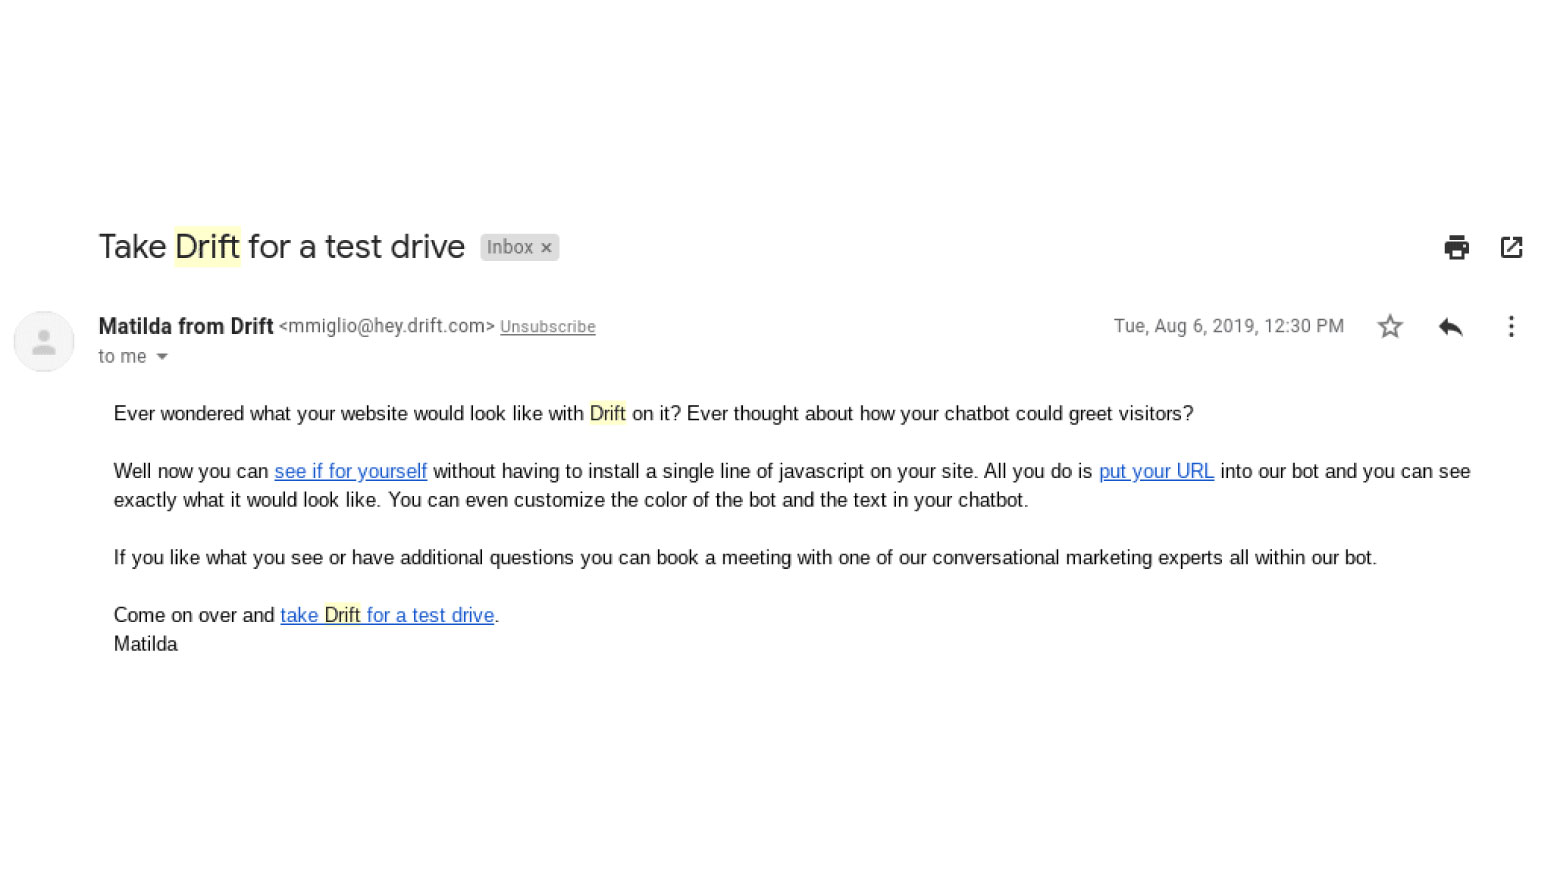 Take Drift for a test drive Inbox ×
Matilda from Drift <mmiglio@hey.drift.com> Unsubscribe Tue, Aug 6, 2019, 12:30 PM
to me
Ever wondered what your website would look like with Drift on it? Ever thought about how your chatbot could greet visitors?
Well now you can see if for yourself without having to install a single line of javascript on your site. All you do is put your URL into our bot and you can see
exactly what it would look like. You can even customize the color of the bot and the text in your chatbot.
If you like what you see or have additional questions you can book a meeting with one of our conversational marketing experts all within our bot.
Come on over and take Drift for a test drive.
Matilda